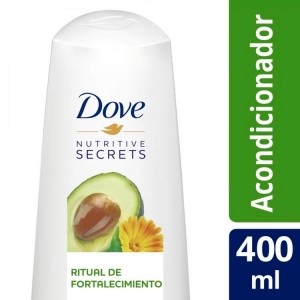 Dove
NUTRITIVE
SECRETS
RITUAL DE
FORTALECIMIENTO
Acondicionador
400
ml